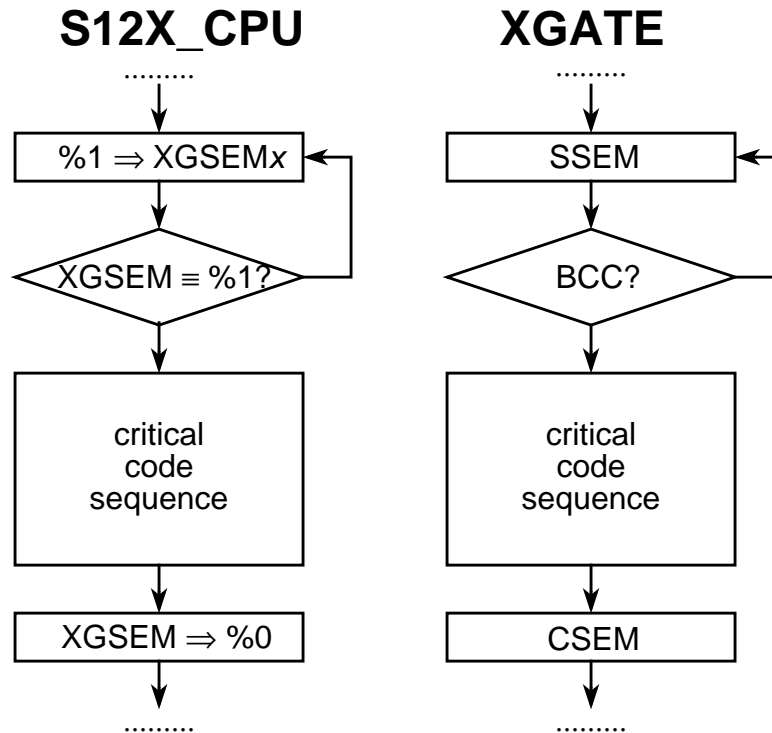 S12X_CPU
.........
%1 ⇒ XGSEMx
XGSEM ≡ %1?
critical
code
sequence
XGSEM ⇒ %0
.........
XGATE
.........
SSEM
BCC?
critical
code
sequence
CSEM
.........